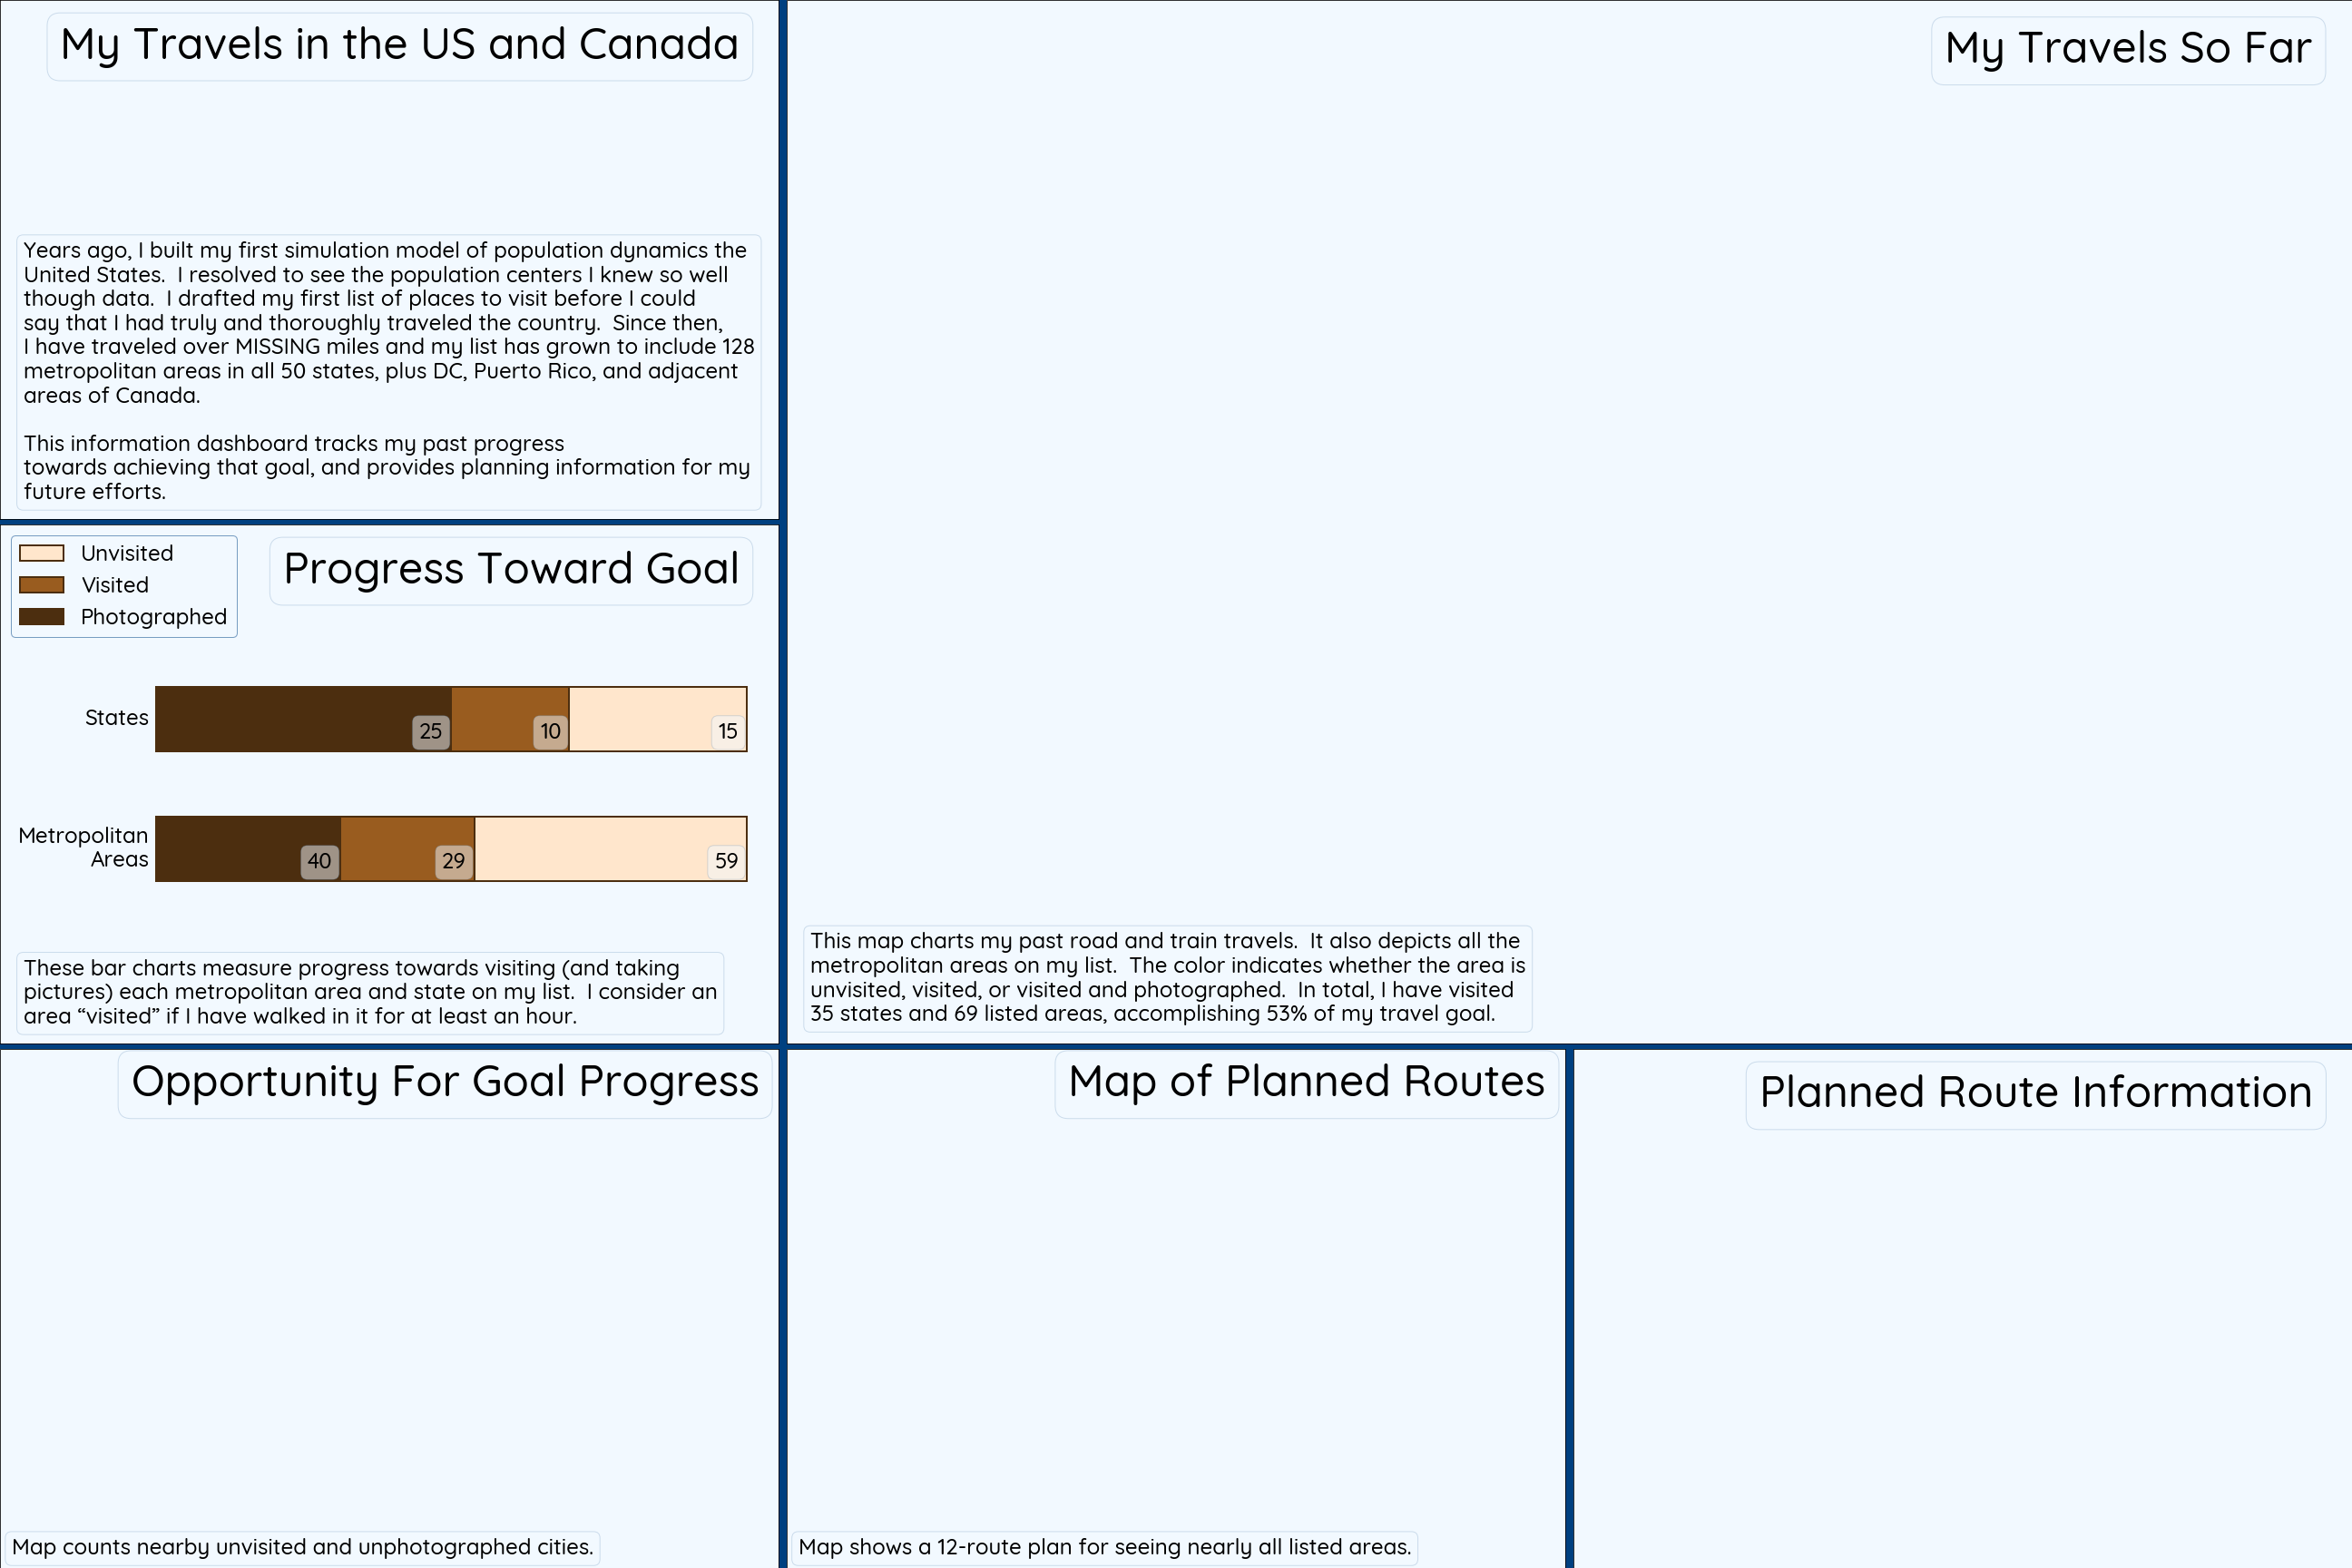 My Travels in the US and Canada
Years ago, I built my first simulation model of population dynamics the
United States.  I resolved to see the population centers I knew so well
though data.  I drafted my first list of places to visit before I could
say that I had truly and thoroughly traveled the country.  Since then,
I have traveled over MISSING miles and my list has grown to include 128
metropolitan areas in all 50 states, plus DC, Puerto Rico, and adjacent
areas of Canada.
This information dashboard tracks my past progress
towards achieving that goal, and provides planning information for my
future efforts.
My Travels So Far
This map charts my past road and train travels.  It also depicts all the
metropolitan areas on my list.  The color indicates whether the area is
unvisited, visited, or visited and photographed.  In total, I have visited
35 states and 69 listed areas, accomplishing 53% of my travel goal.
Progress Toward Goal
Unvisited
Visited
Photographed
States
25
10
15
Metropolitan
Areas
40
29
59
These bar charts measure progress towards visiting (and taking
pictures) each metropolitan area and state on my list.  I consider an
area “visited” if I have walked in it for at least an hour.
Opportunity For Goal Progress
Map counts nearby unvisited and unphotographed cities.
Map of Planned Routes
Map shows a 12-route plan for seeing nearly all listed areas.
Planned Route Information